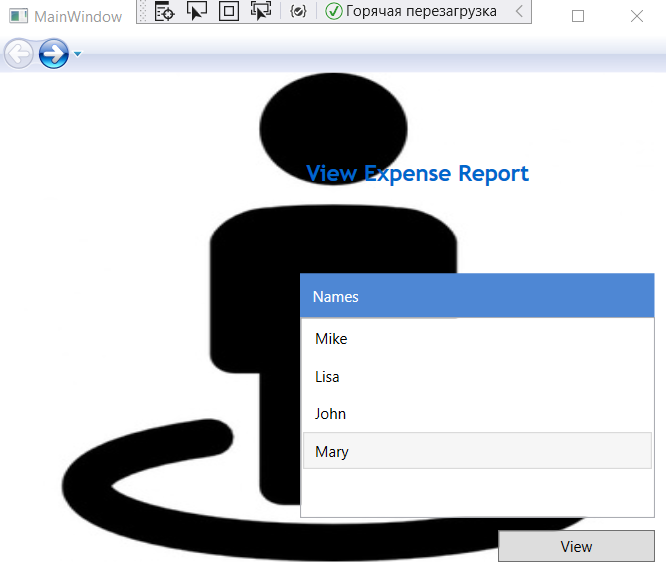 MainWindow
Горячая перезагрузка
View Expense Report
Names
Mike
Lisa
John
Mary
View